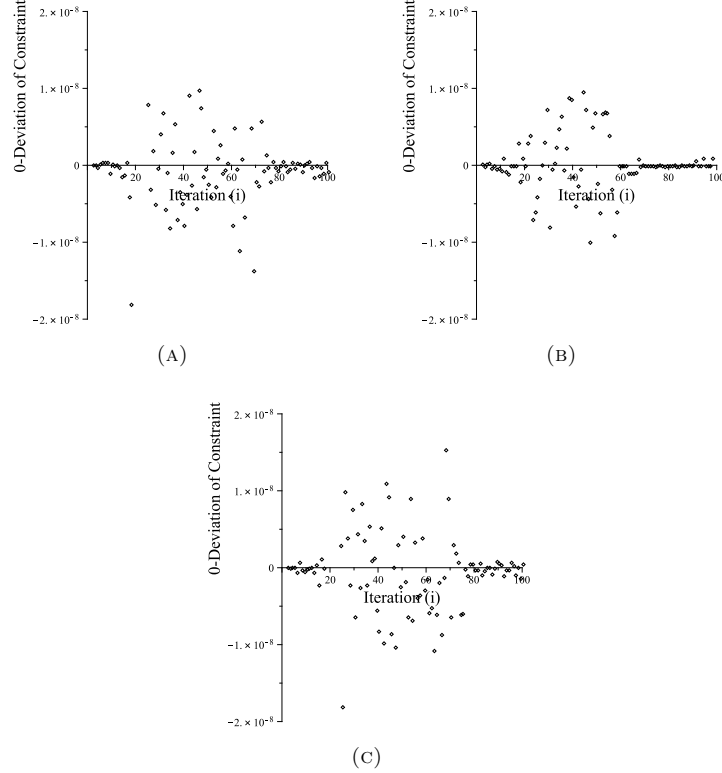 0-Deviation of Constraint
2. × 10⁻⁸
1. × 10⁻⁸
0
−1. × 10⁻⁸
−2. × 10⁻⁸
20 40 60 80 100
Iteration (i)
(A)
0-Deviation of Constraint
2. × 10⁻⁸
1. × 10⁻⁸
0
−1. × 10⁻⁸
−2. × 10⁻⁸
20 40 60 80 100
Iteration (i)
(B)
0-Deviation of Constraint
2. × 10⁻⁸
1. × 10⁻⁸
0
−1. × 10⁻⁸
−2. × 10⁻⁸
20 40 60 80 100
Iteration (i)
(C)